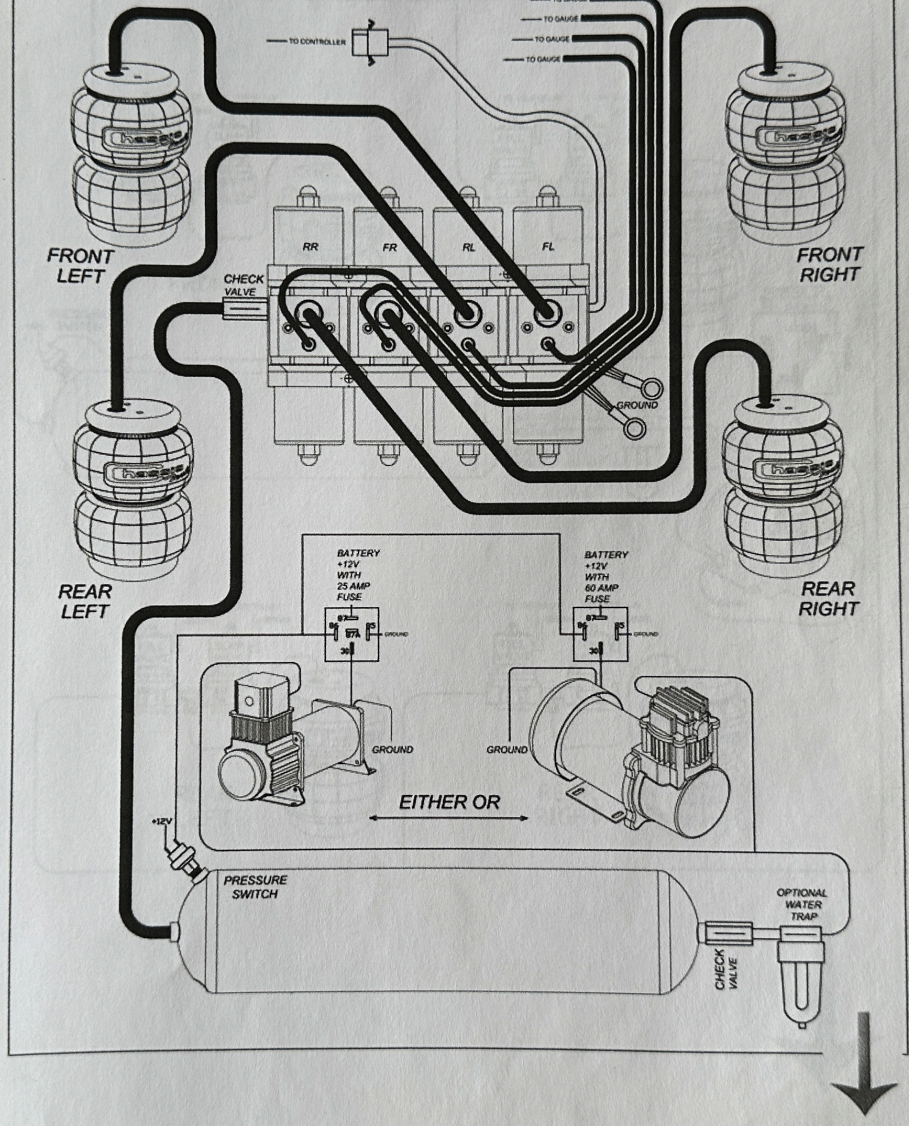 TO GAUGE
TO GAUGE
TO GAUGE
TO CONTROLLER
RR
FR
RL
FL
FRONT
LEFT
FRONT
RIGHT
CHECK
VALVE
GROUND
REAR
LEFT
REAR
RIGHT
BATTERY
+12V
WITH
25 AMP
FUSE
87
86
87A
85
GROUND
30
BATTERY
+12V
WITH
60 AMP
FUSE
87
86
85
GROUND
30
GROUND
GROUND
EITHER OR
+12V
PRESSURE
SWITCH
OPTIONAL
WATER
TRAP
CHECK
VALVE